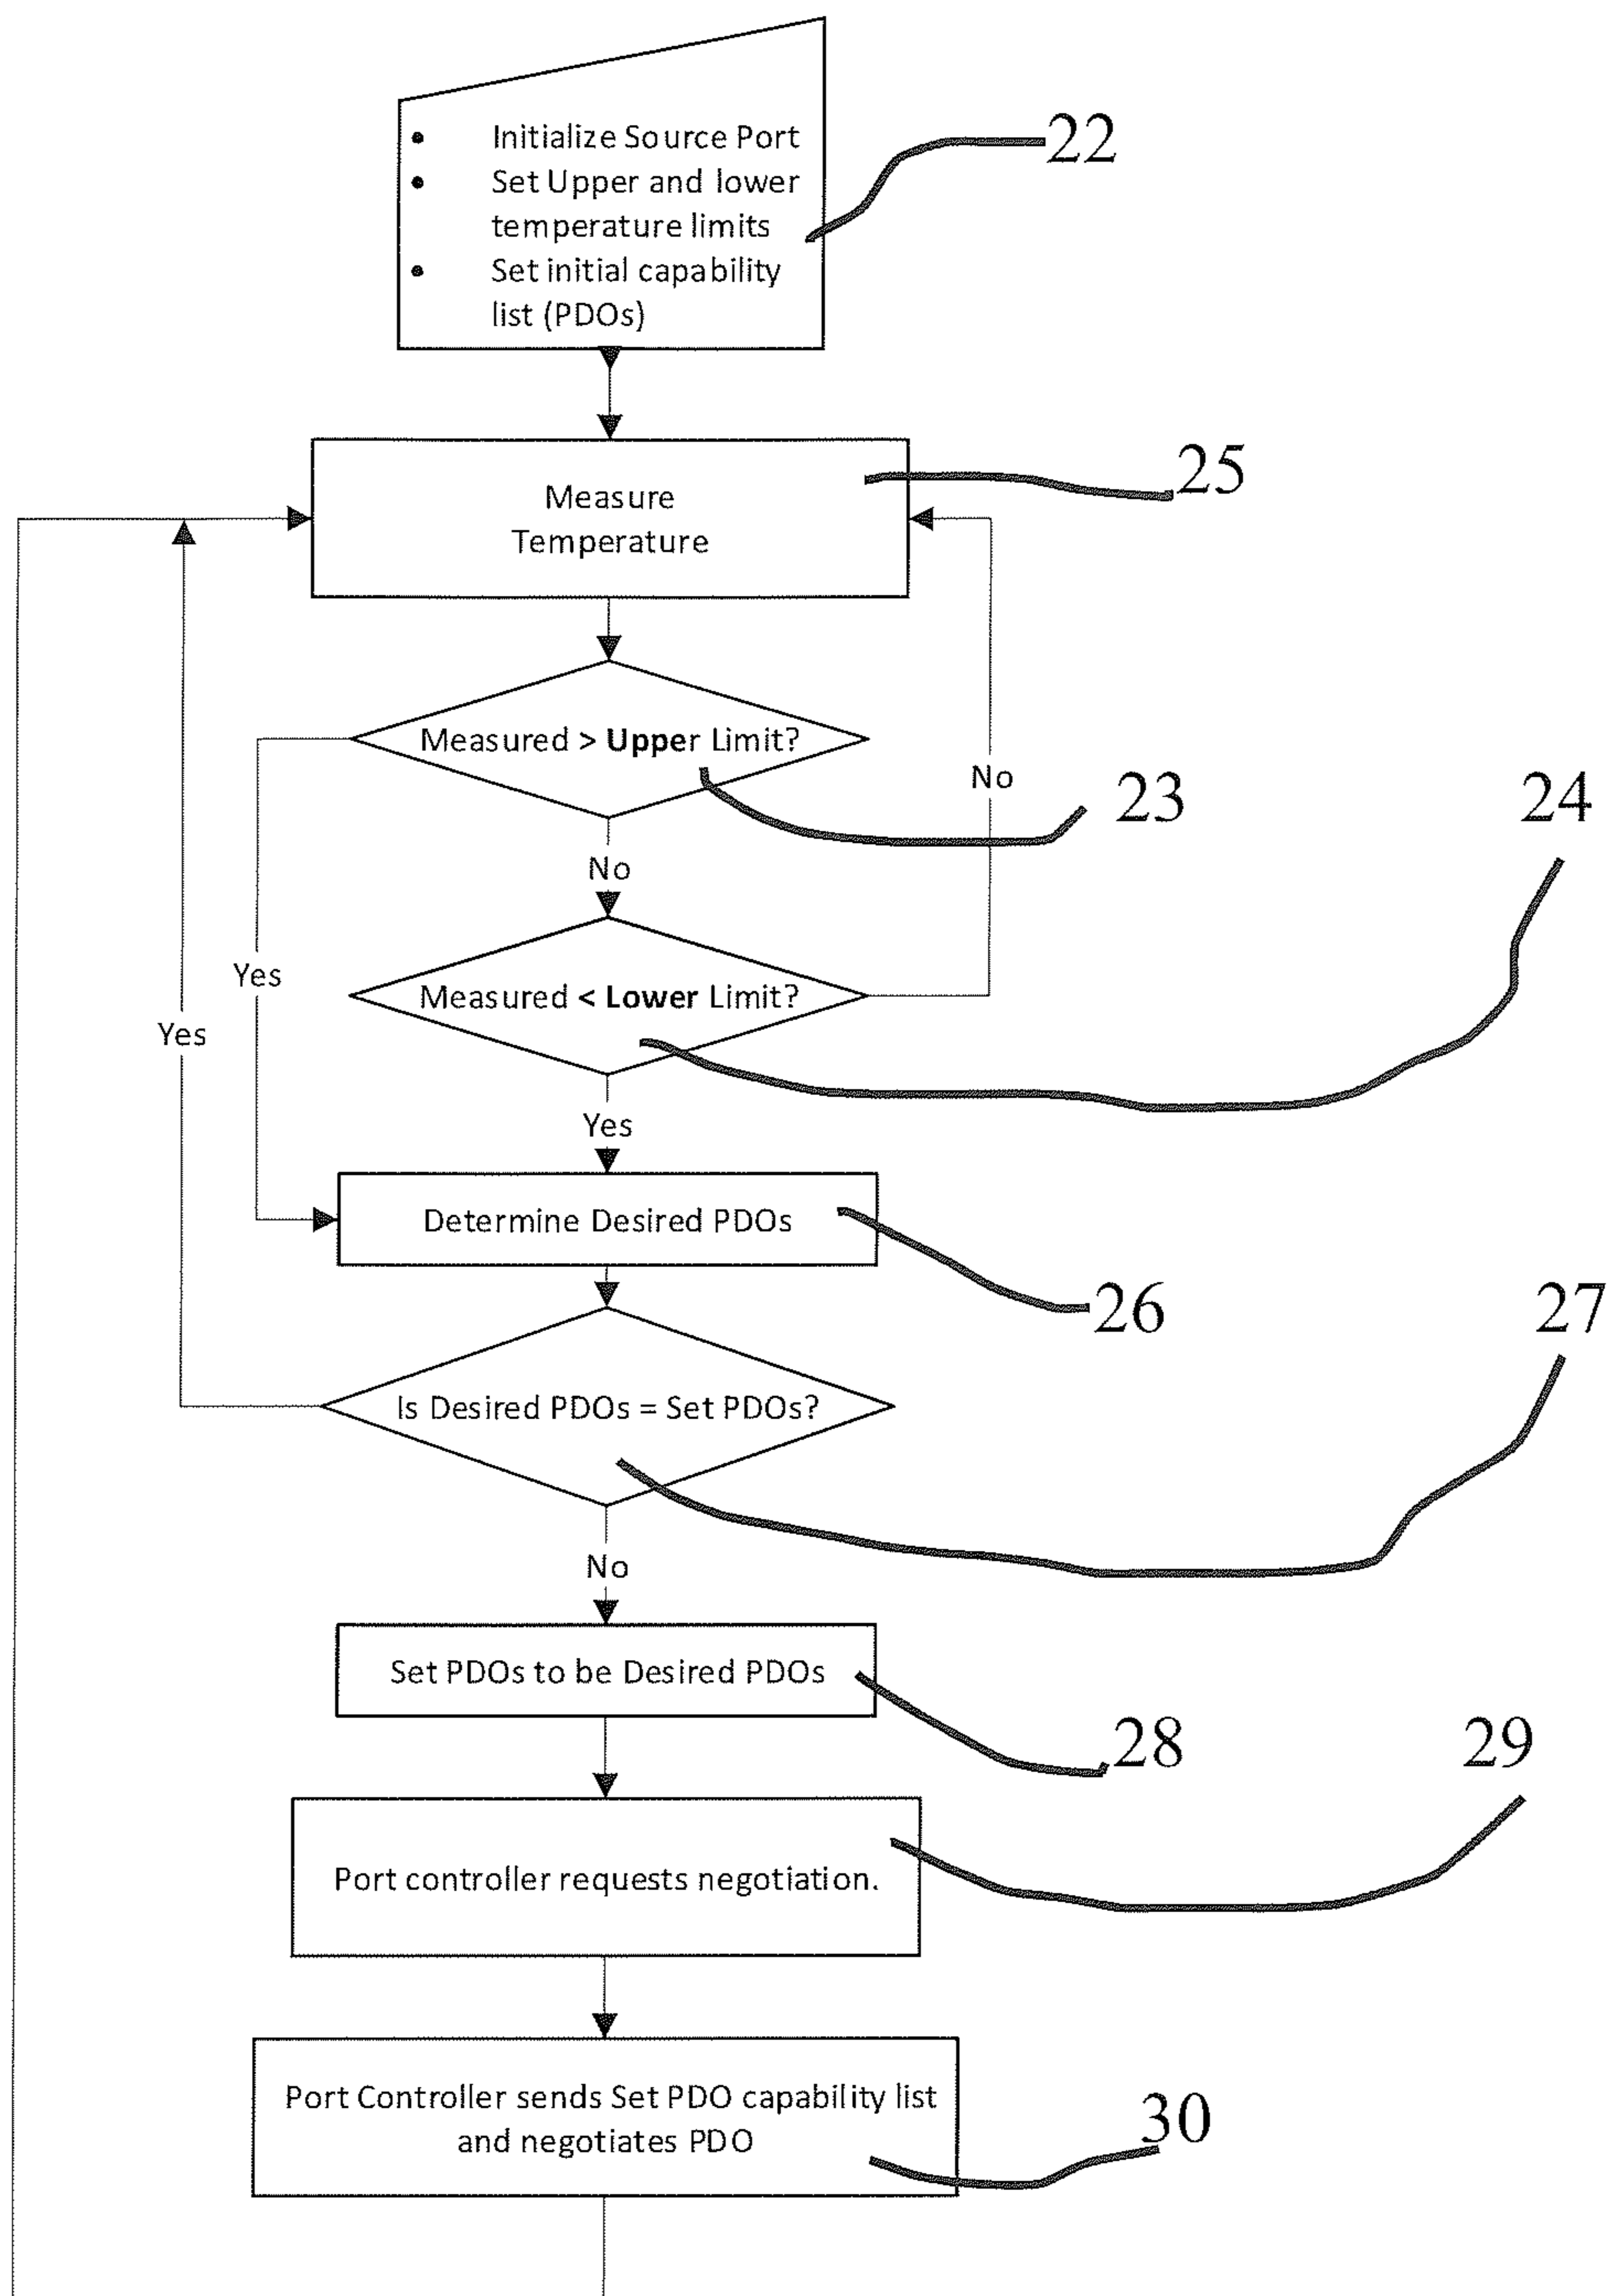 • Initialize Source Port
• Set Upper and lower
temperature limits
• Set initial capability
list (PDOs)
22
Measure
Temperature
25
Measured > Upper Limit?
No
23
24
No
Yes
Measured < Lower Limit?
Yes
Yes
Determine Desired PDOs
26
27
Is Desired PDOs = Set PDOs?
No
Set PDOs to be Desired PDOs
28
29
Port controller requests negotiation.
Port Controller sends Set PDO capability list
and negotiates PDO
30